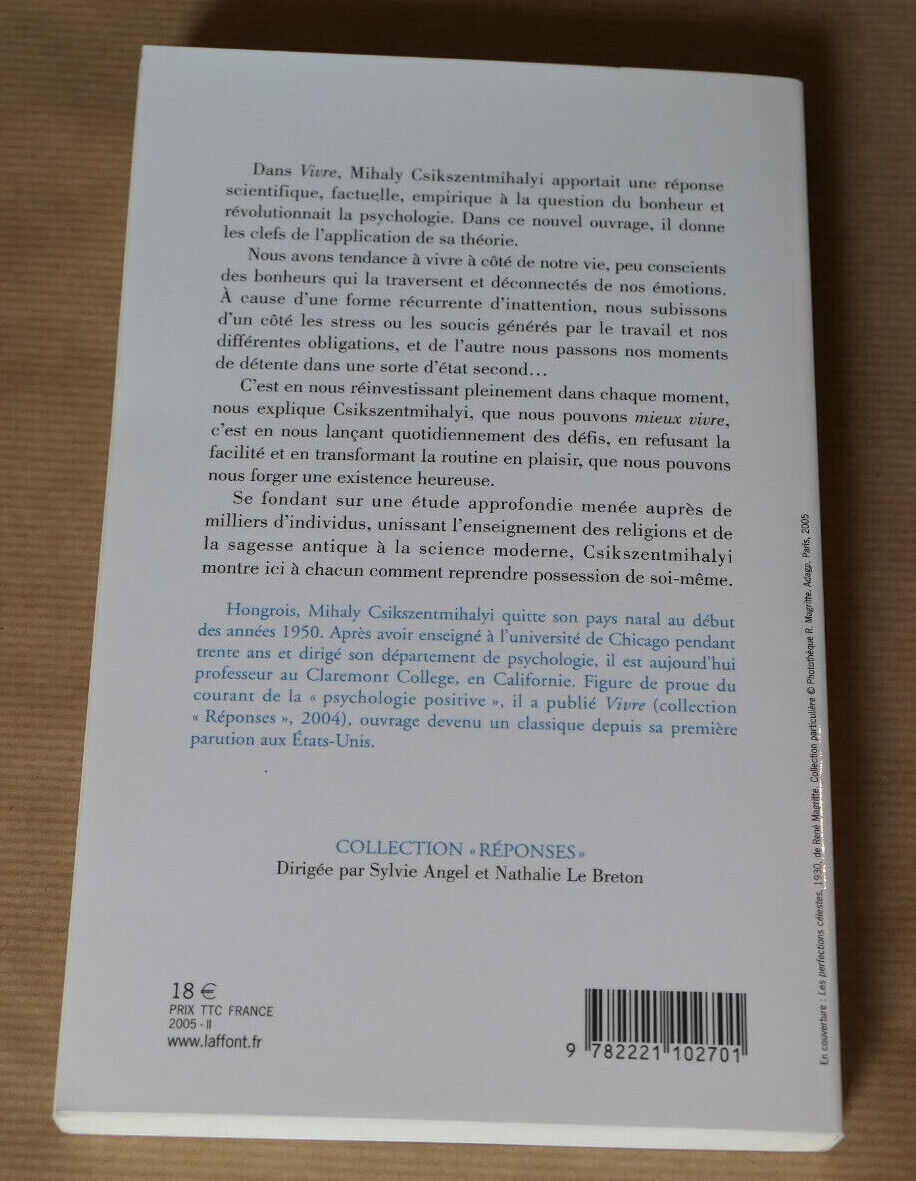 Dans Vivre, Mihaly Csikszentmihalyi apportait une réponse
scientifique, factuelle, empirique à la question du bonheur et
révolutionnait la psychologie. Dans ce nouvel ouvrage, il donne
les clefs de l'application de sa théorie.
Nous avons tendance à vivre à côté de notre vie, peu conscients
des bonheurs qui la traversent et déconnectés de nos émotions.
À cause d'une forme récurrente d'inattention, nous subissons
d'un côté les stress ou les soucis générés par le travail et nos
différentes obligations, et de l'autre nous passons nos moments
de détente dans une sorte d'état second…
C'est en nous réinvestissant pleinement dans chaque moment,
nous explique Csikszentmihalyi, que nous pouvons mieux vivre,
c'est en nous lançant quotidiennement des défis, en refusant la
facilité et en transformant la routine en plaisir, que nous pouvons
nous forger une existence heureuse.
Se fondant sur une étude approfondie menée auprès de
milliers d'individus, unissant l'enseignement des religions et de
la sagesse antique à la science moderne, Csikszentmihalyi
montre ici à chacun comment reprendre possession de soi-même.
Hongrois, Mihaly Csikszentmihalyi quitte son pays natal au début
des années 1950. Après avoir enseigné à l'université de Chicago pendant
trente ans et dirigé son département de psychologie, il est aujourd'hui
professeur au Claremont College, en Californie. Figure de proue du
courant de la « psychologie positive », il a publié Vivre (collection
« Réponses », 2004), ouvrage devenu un classique depuis sa première
parution aux États-Unis.
COLLECTION «RÉPONSES»
Dirigée par Sylvie Angel et Nathalie Le Breton
18 €
PRIX TTC FRANCE
2005 - II
www.laffont.fr
9 782221 102701
En couverture : Les perfections célestes, 1930, de René Magritte. Collection particulière © Photothèque R. Magritte. Adagp, Paris, 2005